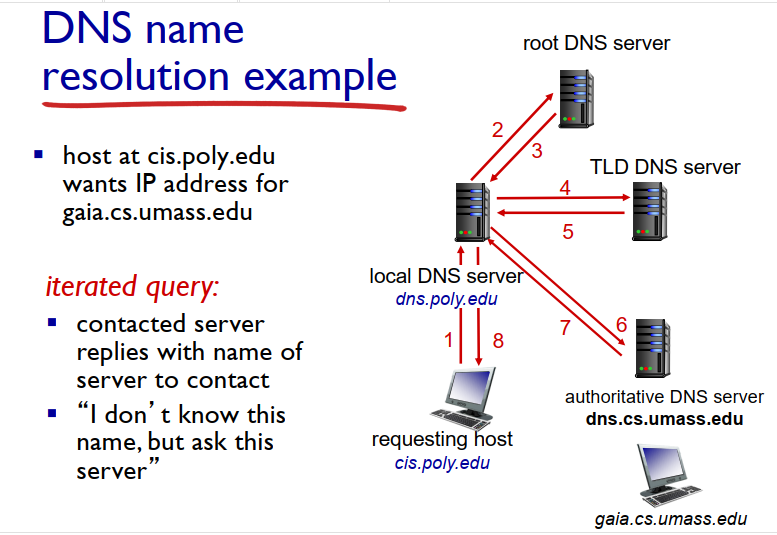 DNS name
resolution example
host at cis.poly.edu
wants IP address for
gaia.cs.umass.edu
iterated query:
contacted server
replies with name of
server to contact
“I don’t know this
name, but ask this
server”
root DNS server
2
3
TLD DNS server
4
5
local DNS server
dns.poly.edu
1
8
7
6
requesting host
cis.poly.edu
authoritative DNS server
dns.cs.umass.edu
gaia.cs.umass.edu